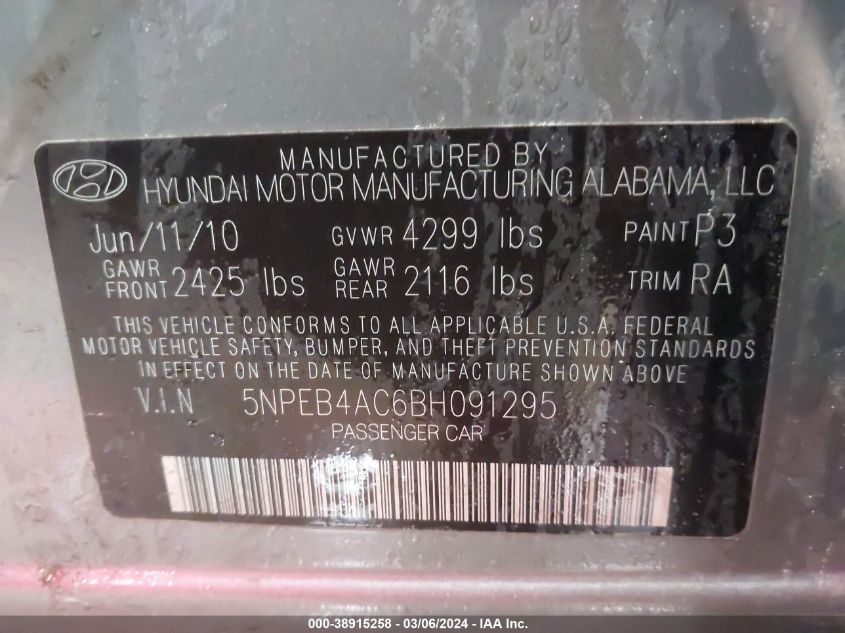 MANUFACTURED BY
HYUNDAI MOTOR MANUFACTURING ALABAMA, LLC
Jun/11/10 GVWR 4299 lbs PAINT P3
GAWR FRONT 2425 lbs GAWR REAR 2116 lbs TRIM RA
THIS VEHICLE CONFORMS TO ALL APPLICABLE U.S.A. FEDERAL
MOTOR VEHICLE SAFETY, BUMPER, AND THEFT PREVENTION STANDARDS
IN EFFECT ON THE DATE OF MANUFACTURE SHOWN ABOVE
V.I.N 5NPEB4AC6BH091295
PASSENGER CAR
000-38915258 - 03/06/2024 - IAA Inc.